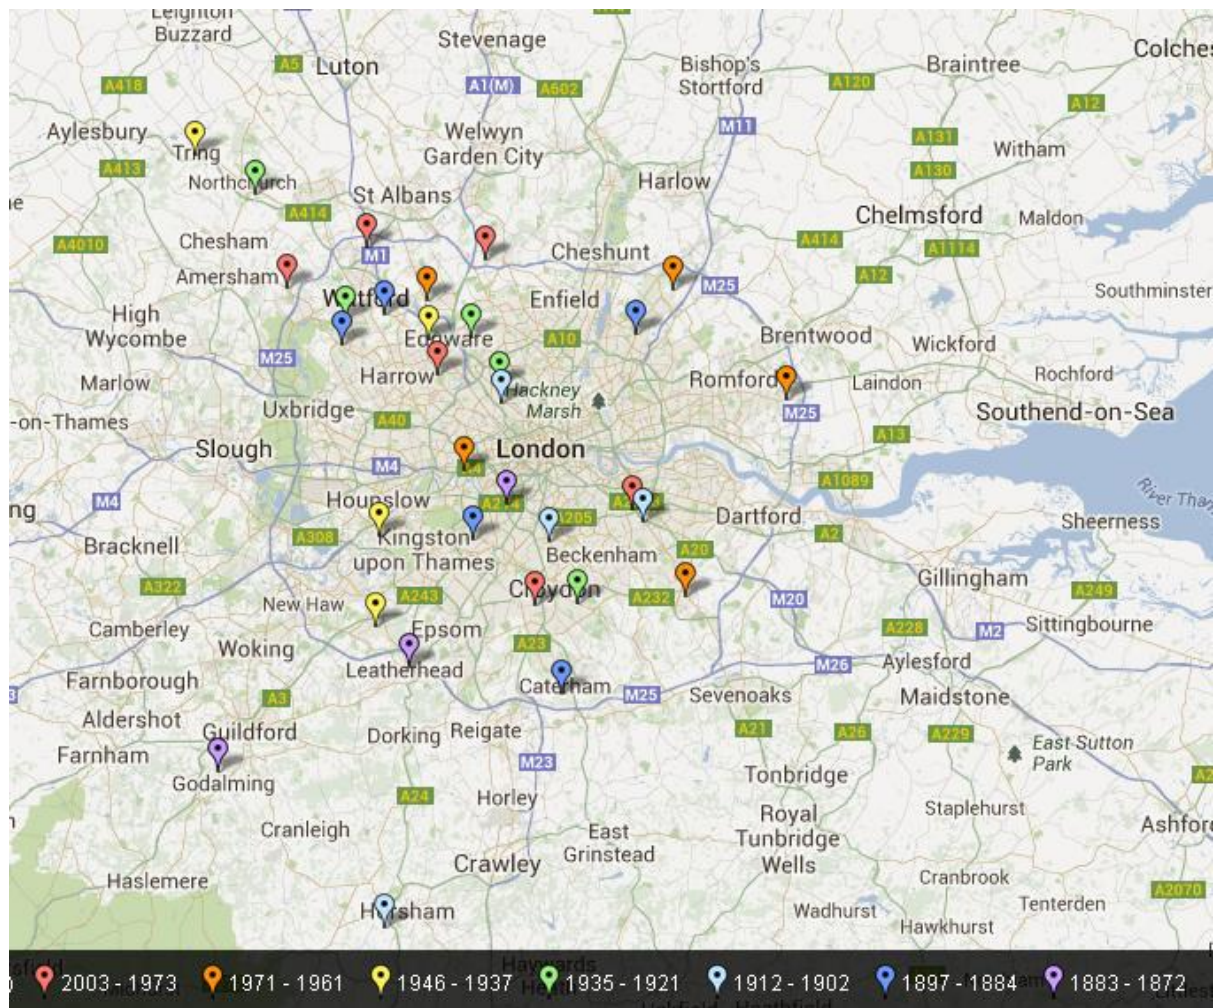 Leighton
Buzzard
Stevenage
Colches
A5
Luton
Bishop's
Stortford
Braintree
A418
A1(M)
A602
A120
A12
Aylesbury
Tring
Welwyn
Garden City
M11
A131
Witham
A413
Northchurch
A130
Harlow
St Albans
A414
Chelmsford
Maldon
A4010
Chesham
M1
Cheshunt
A414
A1114
Amersham
A12
M25
Watford
Enfield
Southminster
High
Wycombe
Edgware
A10
Brentwood
Wickford
M25
Marlow
Harrow
Hackney
Marsh
Romford
Laindon
Rochford
-on-Thames
Uxbridge
A40
M25
Southend-on-Sea
Slough
London
A13
M4
A4
A1089
M4
Hounslow
River Tham
ng
A205
Dartford
A2
Sheerness
Bracknell
A308
Kingston
upon Thames
Beckenham
A20
A322
New Haw
A243
Croydon
A232
M20
Gillingham
A249
Camberley
Epsom
A23
A228
M2
Sittingbourne
Woking
Leatherhead
M26
Aylesford
Farnborough
Caterham
M25
Sevenoaks
Maidstone
A3
Aldershot
Guildford
Dorking
Reigate
A21
A26
A229
Farnham
Godalming
M23
East Sutton
Park
Tonbridge
A24
Horley
Royal
Tunbridge
Wells
Staplehurst
Cranleigh
East
Grinstead
Ashford
Crawley
Haslemere
Cranbrook
A2070
Horsham
Wadhurst
Tenterden
Hawkhurst
Haywards
Heath
2003 - 1973 1971 - 1961 1946 - 1937 1935 - 1921 1912 - 1902 1897 - 1884 1883 - 1872